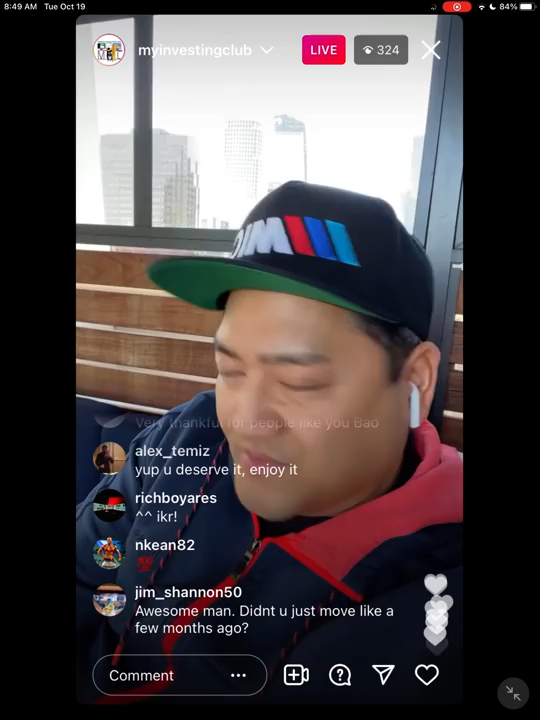 8:49 AM Tue Oct 19
84%
myinvestingclub
LIVE
324
Very thankful for people like you Bao
alex_temiz
yup u deserve it, enjoy it
richboyares
^^ ikr!
nkean82
💯
jim_shannon50
Awesome man. Didnt u just move like a
few months ago?
Comment